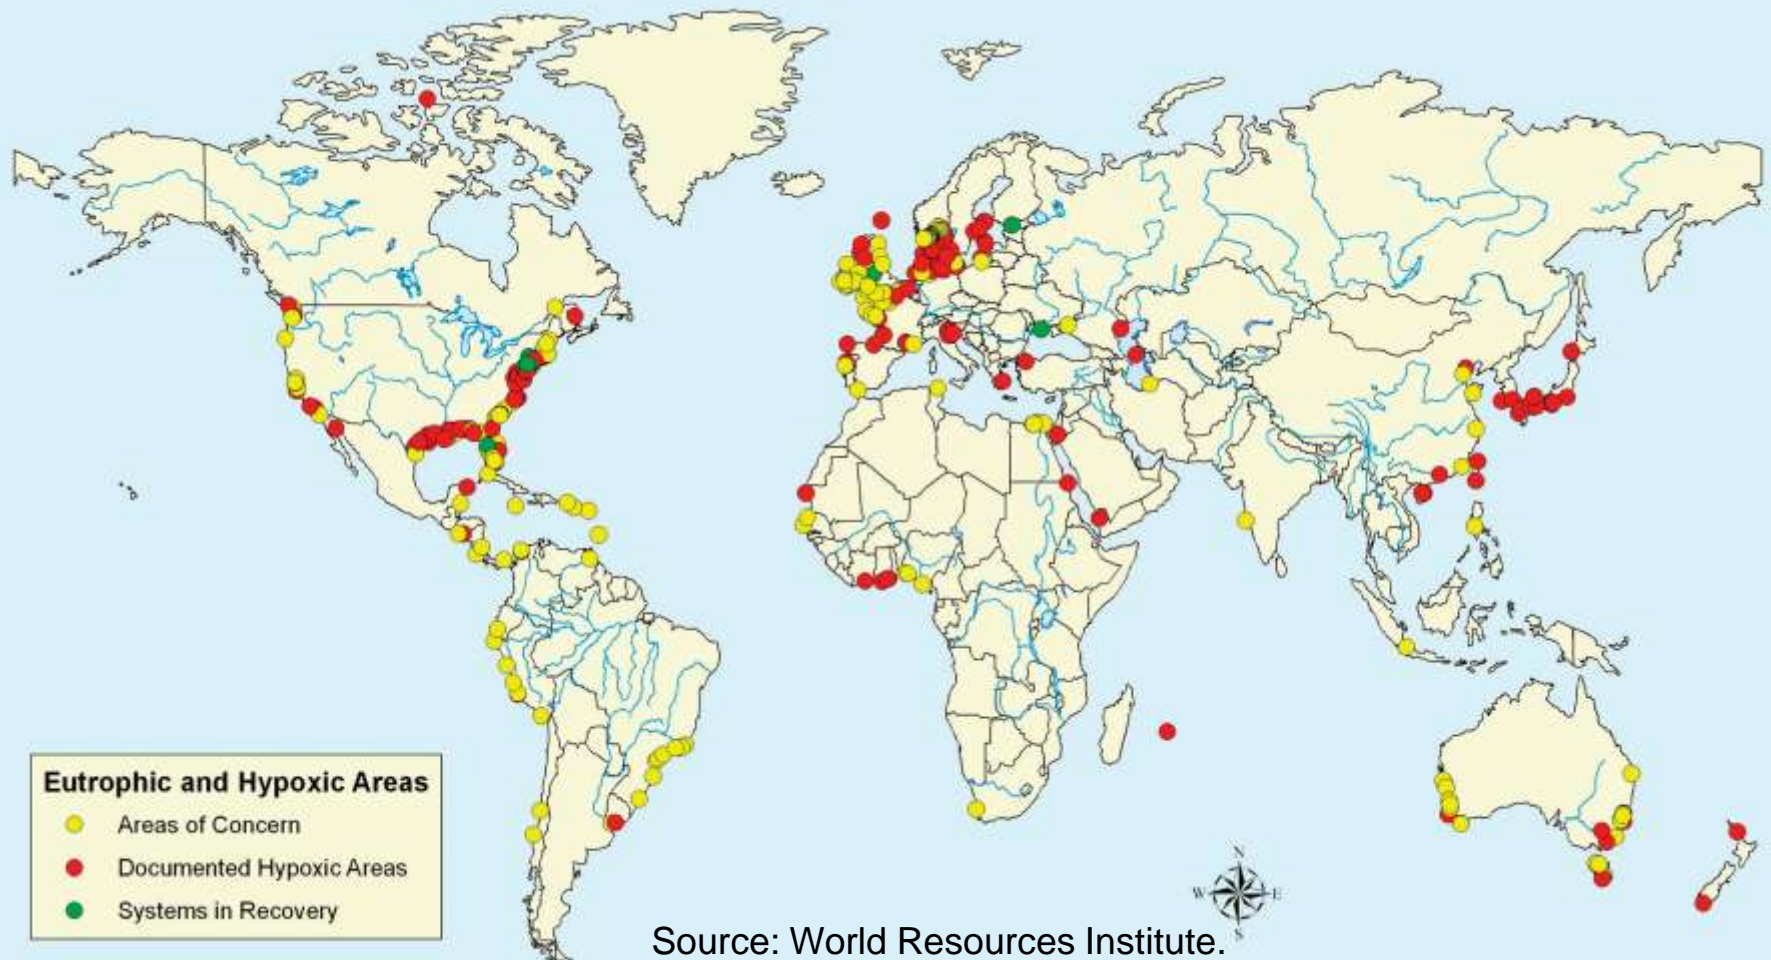 Eutrophic and Hypoxic Areas
Areas of Concern
Documented Hypoxic Areas
Systems in Recovery
N
W
E
S
Source: World Resources Institute.